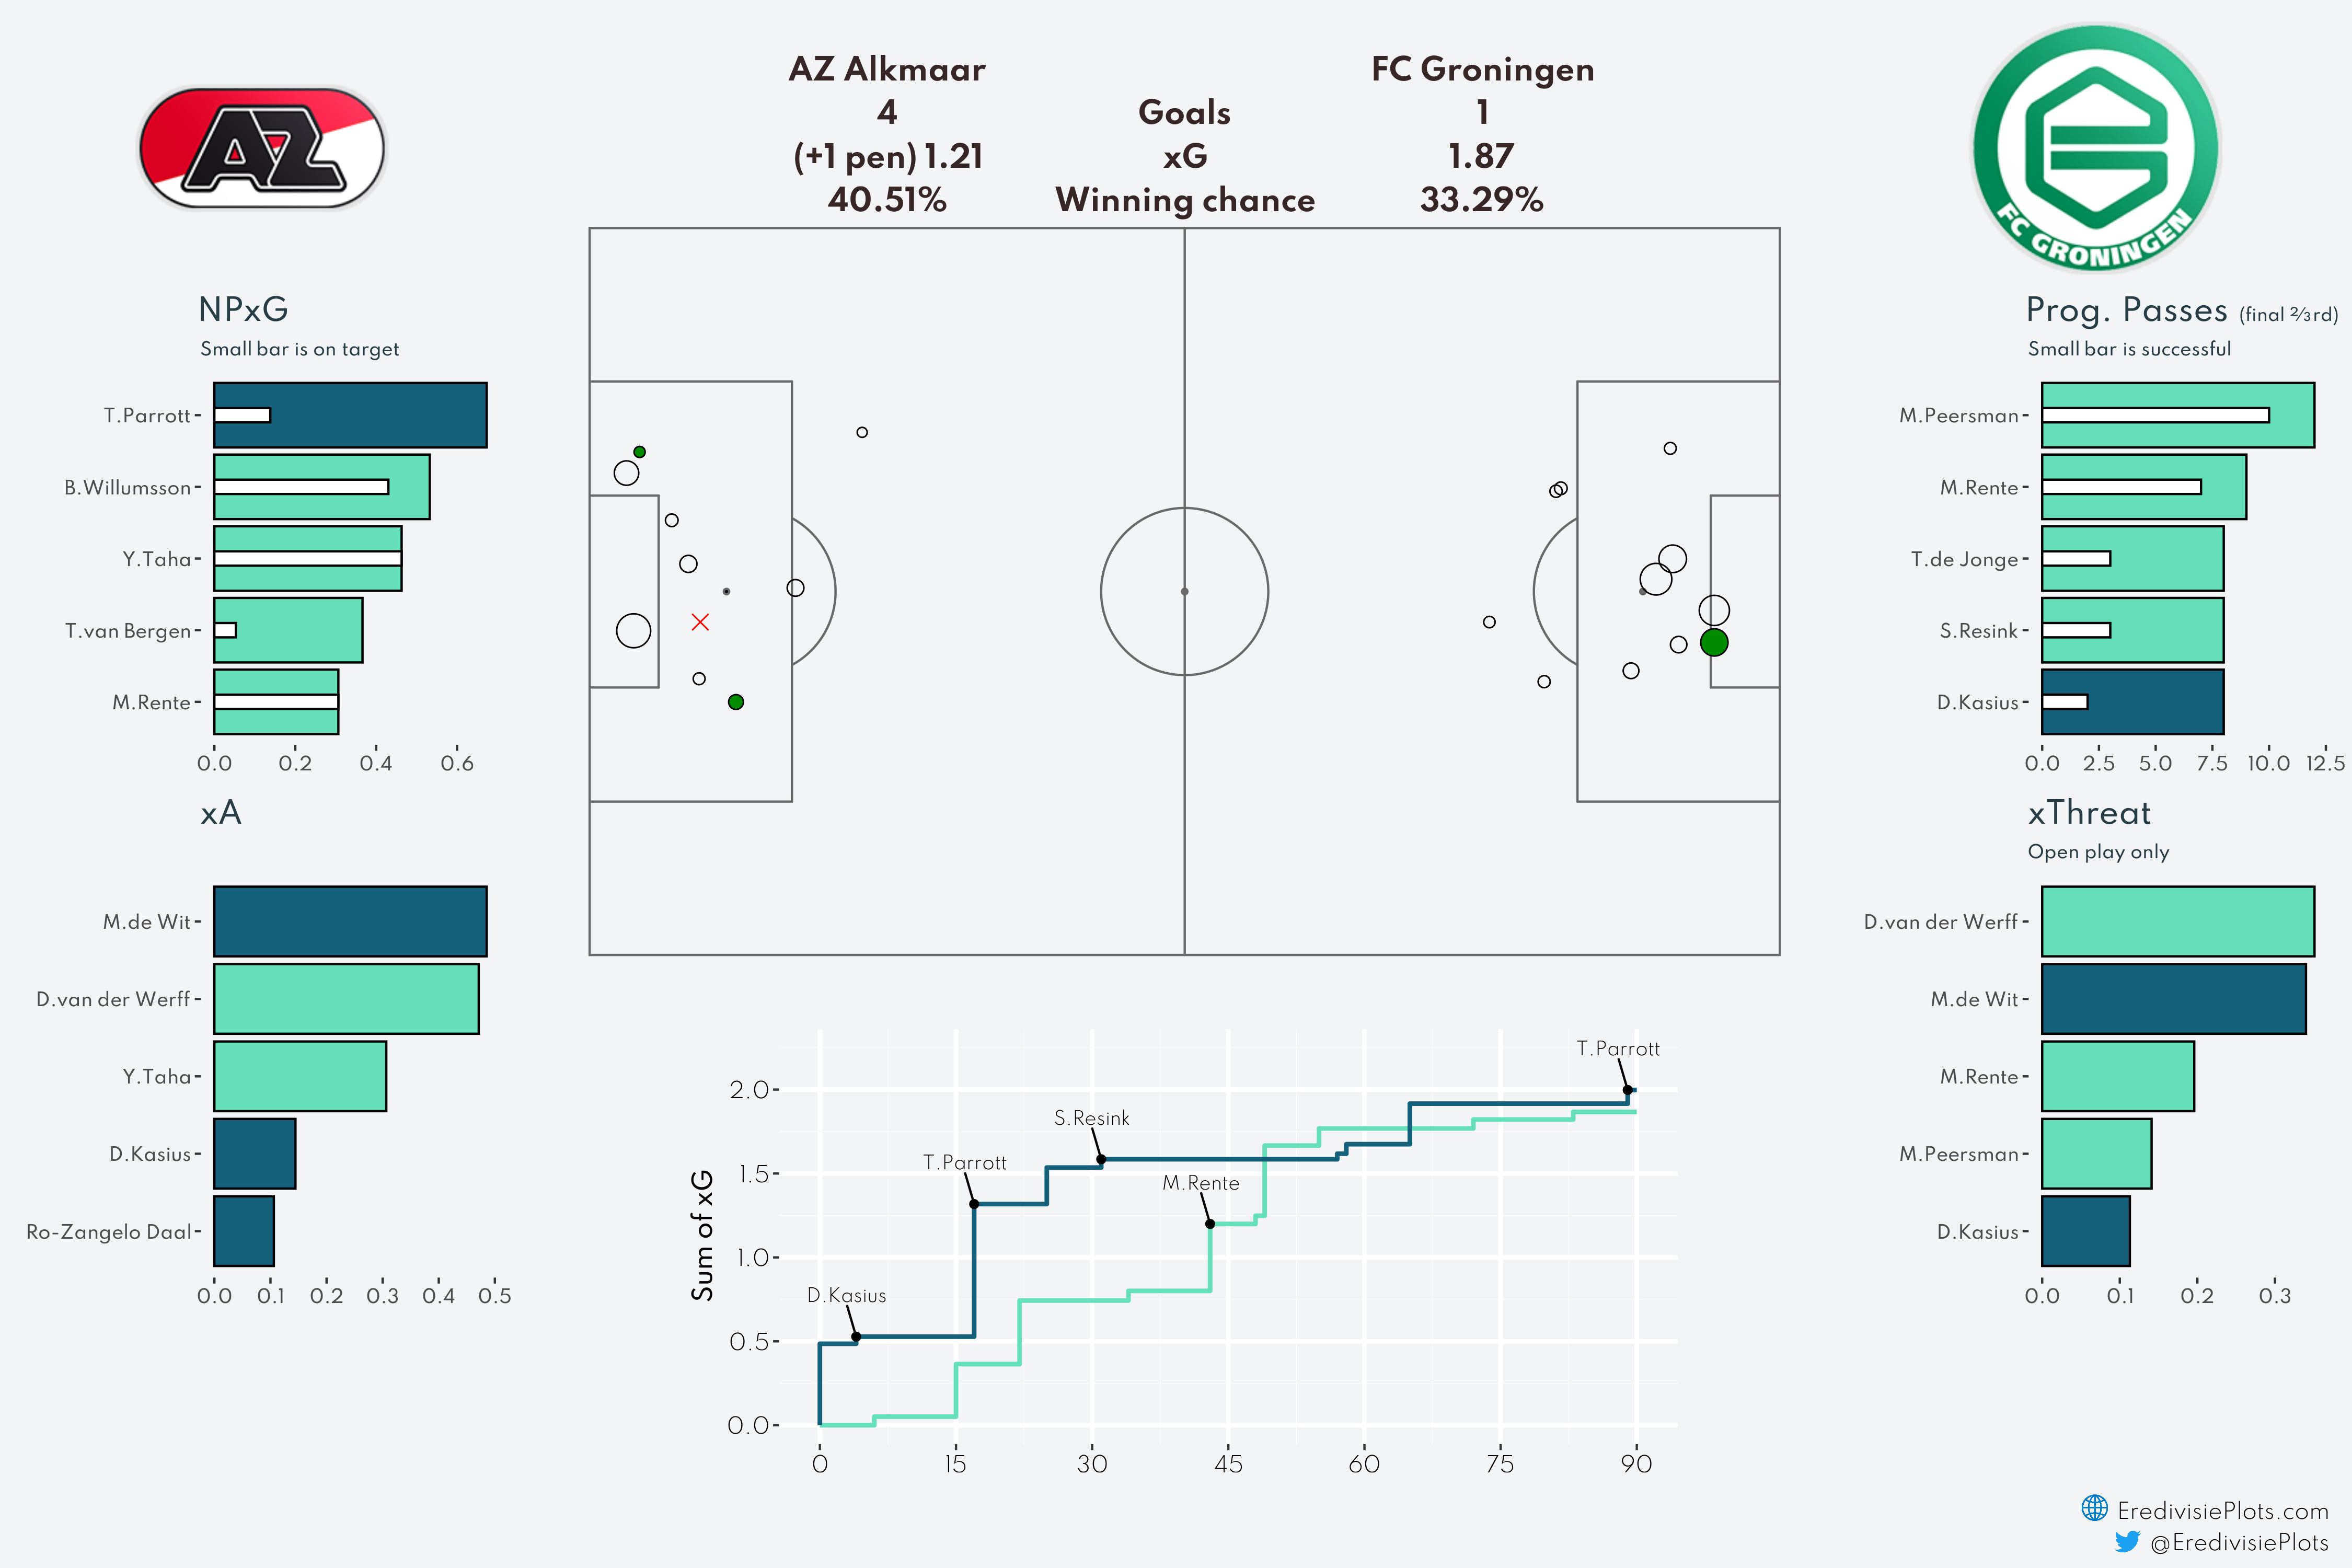 AZ Alkmaar FC Groningen
4 Goals 1
(+1 pen) 1.21 xG 1.87
40.51% Winning chance 33.29%
AZ
FC GRONINGEN
NPxG
Small bar is on target
T.Parrott
B.Willumsson
Y.Taha
T.van Bergen
M.Rente
0.0 0.2 0.4 0.6
xA
M.de Wit
D.van der Werff
Y.Taha
D.Kasius
Ro-Zangelo Daal
0.0 0.1 0.2 0.3 0.4 0.5
Sum of xG
2.0
1.5
1.0
0.5
0.0
0 15 30 45 60 75 90
D.Kasius
T.Parrott
S.Resink
M.Rente
T.Parrott
Prog. Passes (final ⅔rd)
Small bar is successful
M.Peersman
M.Rente
T.de Jonge
S.Resink
D.Kasius
0.0 2.5 5.0 7.5 10.0 12.5
xThreat
Open play only
D.van der Werff
M.de Wit
M.Rente
M.Peersman
D.Kasius
0.0 0.1 0.2 0.3
EredivisiePlots.com
@EredivisiePlots